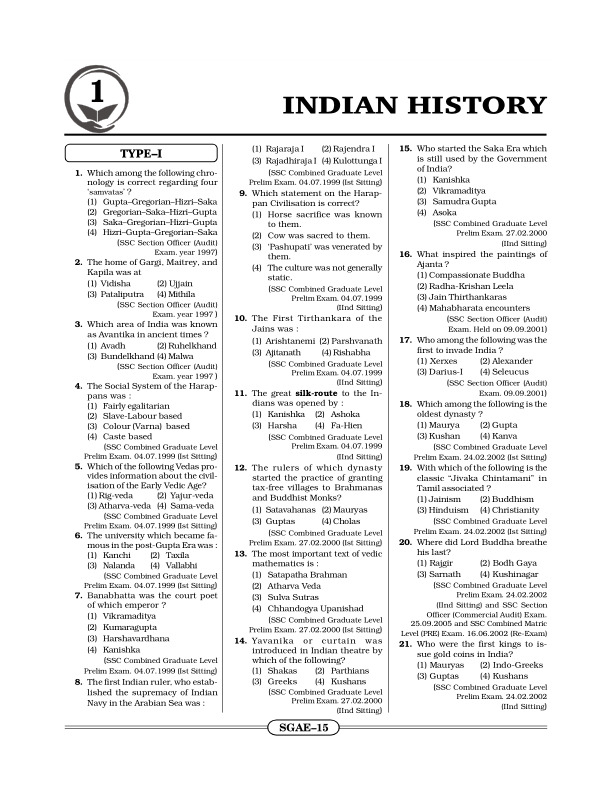 1
INDIAN HISTORY
TYPE–I
1. Which among the following chro-
nology is correct regarding four
'samvatas' ?
(1) Gupta–Gregorian–Hizri–Saka
(2) Gregorian–Saka–Hizri–Gupta
(3) Saka–Gregorian–Hizri–Gupta
(4) Hizri–Gupta–Gregorian–Saka
(SSC Section Officer (Audit)
Exam. year 1997)
2. The home of Gargi, Maitrey, and
Kapila was at
(1) Vidisha (2) Ujjain
(3) Pataliputra (4) Mithila
(SSC Section Officer (Audit)
Exam. year 1997 )
3. Which area of India was known
as Avantika in ancient times ?
(1) Avadh (2) Ruhelkhand
(3) Bundelkhand (4) Malwa
(SSC Section Officer (Audit)
Exam. year 1997 )
4. The Social System of the Harap-
pans was :
(1) Fairly egalitarian
(2) Slave-Labour based
(3) Colour (Varna) based
(4) Caste based
(SSC Combined Graduate Level
Prelim Exam. 04.07.1999 (Ist Sitting)
5. Which of the following Vedas pro-
vides information about the civil-
isation of the Early Vedic Age?
(1) Rig-veda (2) Yajur-veda
(3) Atharva-veda (4) Sama-veda
(SSC Combined Graduate Level
Prelim Exam. 04.07.1999 (Ist Sitting)
6. The university which became fa-
mous in the post-Gupta Era was :
(1) Kanchi (2) Taxila
(3) Nalanda (4) Vallabhi
(SSC Combined Graduate Level
Prelim Exam. 04.07.1999 (Ist Sitting)
7. Banabhatta was the court poet
of which emperor ?
(1) Vikramaditya
(2) Kumaragupta
(3) Harshavardhana
(4) Kanishka
(SSC Combined Graduate Level
Prelim Exam. 04.07.1999 (Ist Sitting)
8. The first Indian ruler, who estab-
lished the supremacy of Indian
Navy in the Arabian Sea was :
(1) Rajaraja I (2) Rajendra I
(3) Rajadhiraja I (4) Kulottunga I
(SSC Combined Graduate Level
Prelim Exam. 04.07.1999 (Ist Sitting)
9. Which statement on the Harap-
pan Civilisation is correct?
(1) Horse sacrifice was known
to them.
(2) Cow was sacred to them.
(3) 'Pashupati' was venerated by
them.
(4) The culture was not generally
static.
(SSC Combined Graduate Level
Prelim Exam. 04.07.1999
(IInd Sitting)
10. The First Tirthankara of the
Jains was :
(1) Arishtanemi (2) Parshvanath
(3) Ajitanath (4) Rishabha
(SSC Combined Graduate Level
Prelim Exam. 04.07.1999
(IInd Sitting)
11. The great silk-route to the In-
dians was opened by :
(1) Kanishka (2) Ashoka
(3) Harsha (4) Fa-Hien
(SSC Combined Graduate Level
Prelim Exam. 04.07.1999
(IInd Sitting)
12. The rulers of which dynasty
started the practice of granting
tax-free villages to Brahmanas
and Buddhist Monks?
(1) Satavahanas (2) Mauryas
(3) Guptas (4) Cholas
(SSC Combined Graduate Level
Prelim Exam. 27.02.2000 (Ist Sitting)
13. The most important text of vedic
mathematics is :
(1) Satapatha Brahman
(2) Atharva Veda
(3) Sulva Sutras
(4) Chhandogya Upanishad
(SSC Combined Graduate Level
Prelim Exam. 27.02.2000 (Ist Sitting)
14. Yavanika or curtain was
introduced in Indian theatre by
which of the following?
(1) Shakas (2) Parthians
(3) Greeks (4) Kushans
(SSC Combined Graduate Level
Prelim Exam. 27.02.2000
(IInd Sitting)
15. Who started the Saka Era which
is still used by the Government
of India?
(1) Kanishka
(2) Vikramaditya
(3) Samudra Gupta
(4) Asoka
(SSC Combined Graduate Level
Prelim Exam. 27.02.2000
(IInd Sitting)
16. What inspired the paintings of
Ajanta ?
(1) Compassionate Buddha
(2) Radha-Krishan Leela
(3) Jain Thirthankaras
(4) Mahabharata encounters
(SSC Section Officer (Audit)
Exam. Held on 09.09.2001)
17. Who among the following was the
first to invade India ?
(1) Xerxes (2) Alexander
(3) Darius-I (4) Seleucus
(SSC Section Officer (Audit)
Exam. 09.09.2001)
18. Which among the following is the
oldest dynasty ?
(1) Maurya (2) Gupta
(3) Kushan (4) Kanva
(SSC Combined Graduate Level
Prelim Exam. 24.02.2002 (Ist Sitting)
19. With which of the following is the
classic "Jivaka Chintamani" in
Tamil associated ?
(1) Jainism (2) Buddhism
(3) Hinduism (4) Christianity
(SSC Combined Graduate Level
Prelim Exam. 24.02.2002 (Ist Sitting)
20. Where did Lord Buddha breathe
his last?
(1) Rajgir (2) Bodh Gaya
(3) Sarnath (4) Kushinagar
(SSC Combined Graduate Level
Prelim Exam. 24.02.2002
(IInd Sitting) and SSC Section
Officer (Commercial Audit) Exam.
25.09.2005 and SSC Combined Matric
Level (PRE) Exam. 16.06.2002 (Re-Exam)
21. Who were the first kings to is-
sue gold coins in India?
(1) Mauryas (2) Indo-Greeks
(3) Guptas (4) Kushans
(SSC Combined Graduate Level
Prelim Exam. 24.02.2002
(IInd Sitting)
SGAE–15